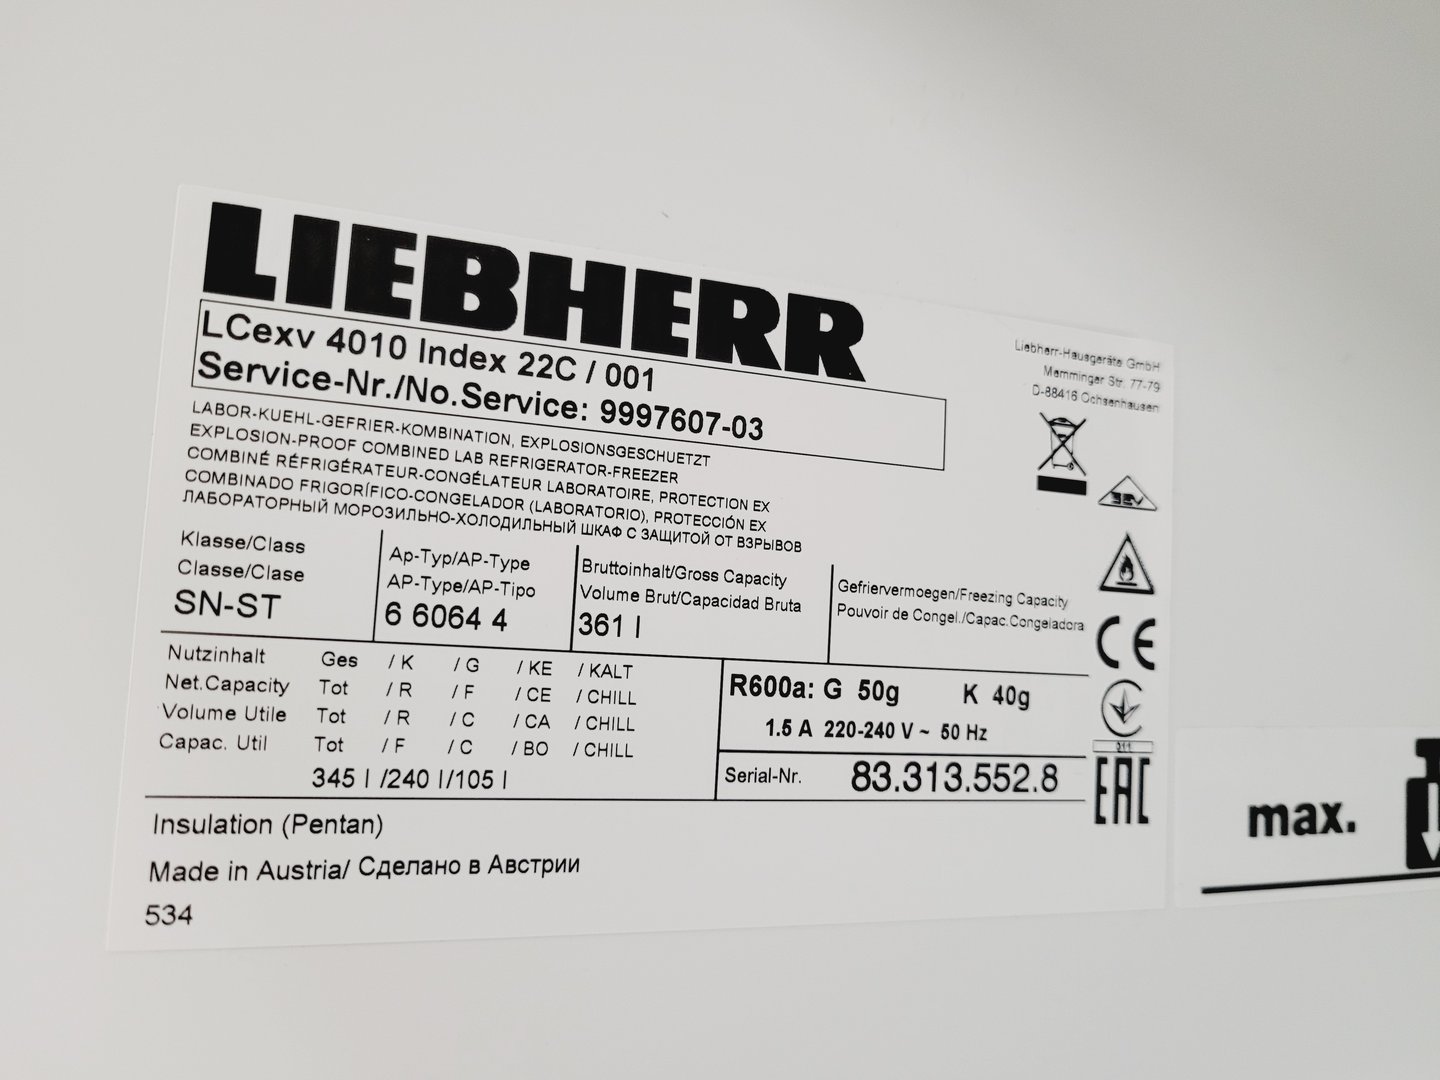 LIEBHERR
LCexv 4010 Index 22C / 001
Service-Nr./No.Service: 9997607-03
LABOR-KUEHL-GEFRIER-KOMBINATION, EXPLOSIONSGESCHUETZT
EXPLOSION-PROOF COMBINED LAB REFRIGERATOR-FREEZER
COMBINÉ RÉFRIGÉRATEUR-CONGÉLATEUR LABORATOIRE, PROTECTION EX
COMBINADO FRIGORÍFICO-CONGELADOR (LABORATORIO), PROTECCIÓN EX
ЛАБОРАТОРНЫЙ МОРОЗИЛЬНО-ХОЛОДИЛЬНЫЙ ШКАФ С ЗАЩИТОЙ ОТ ВЗРЫВОВ
Liebherr-Hausgeräte GmbH
Memminger Str. 77-79
D-88416 Ochsenhausen
Klasse/Class
Classe/Clase
SN-ST
Ap-Typ/AP-Type
AP-Type/AP-Tipo
6 6064 4
Bruttoinhalt/Gross Capacity
Volume Brut/Capacidad Bruta
361 l
Gefriervermoegen/Freezing Capacity
Pouvoir de Congel./Capac.Congeladora
Nutzinhalt Ges / K / G / KE / KALT
Net.Capacity Tot / R / F / CE / CHILL
Volume Utile Tot / R / C / CA / CHILL
Capac. Util Tot / F / C / BO / CHILL
345 l /240 l/105 l
R600a: G 50g K 40g
1.5 A 220-240 V ~ 50 Hz
Serial-Nr. 83.313.552.8
SEV
CE
011
EAC
Insulation (Pentan)
Made in Austria/ Сделано в Австрии
534
max.